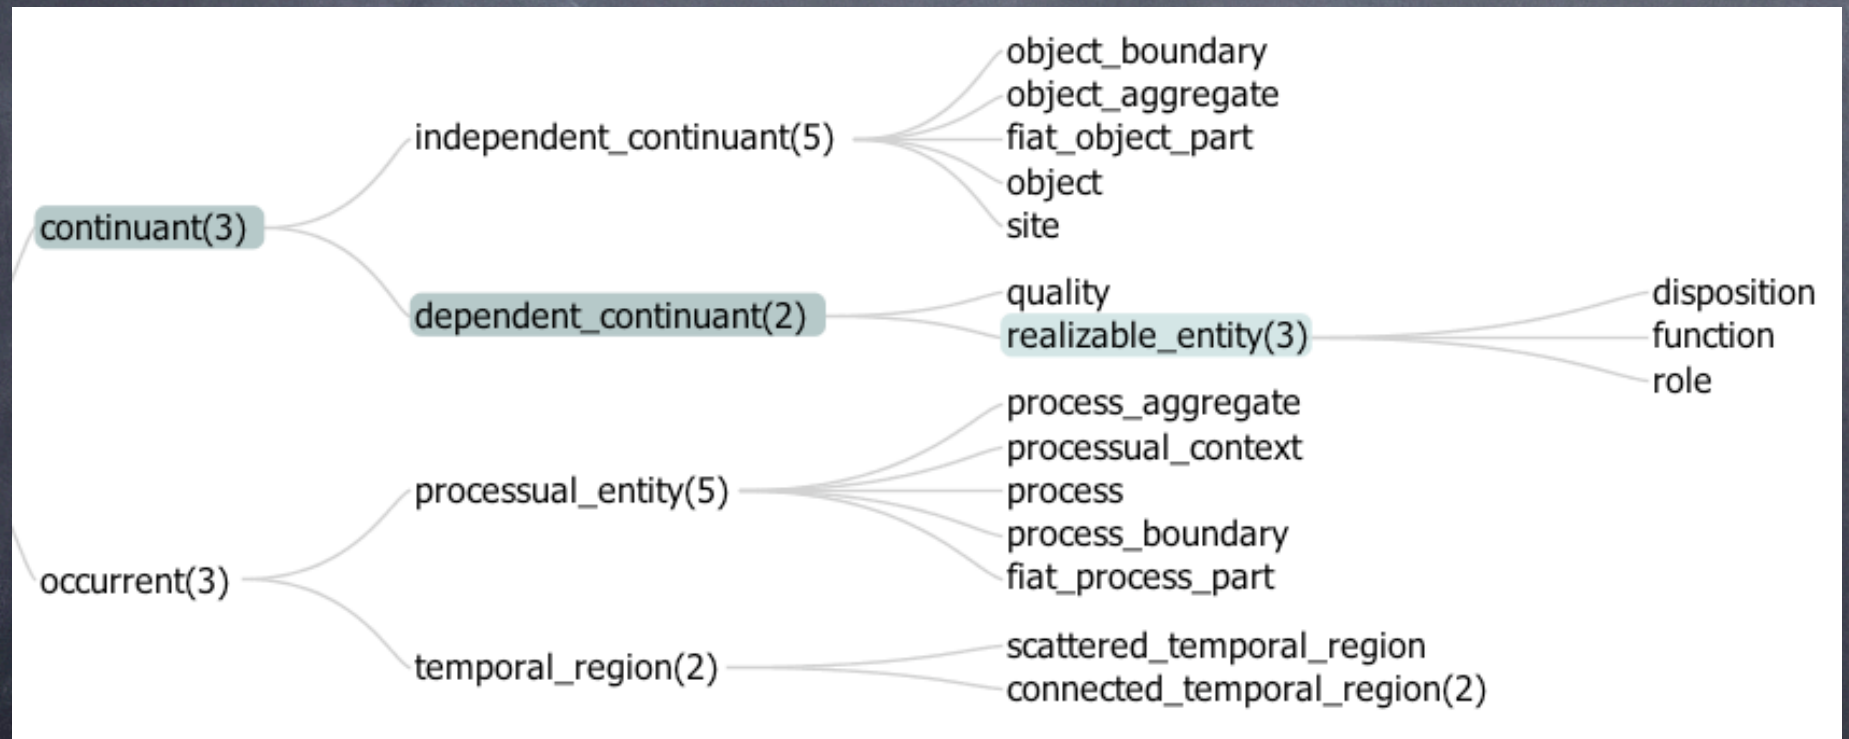 object_boundary
object_aggregate
independent_continuant(5)
fiat_object_part
object
continuant(3)
site
quality
disposition
dependent_continuant(2)
realizable_entity(3)
function
role
process_aggregate
processual_context
processual_entity(5)
process
process_boundary
occurrent(3)
fiat_process_part
scattered_temporal_region
temporal_region(2)
connected_temporal_region(2)